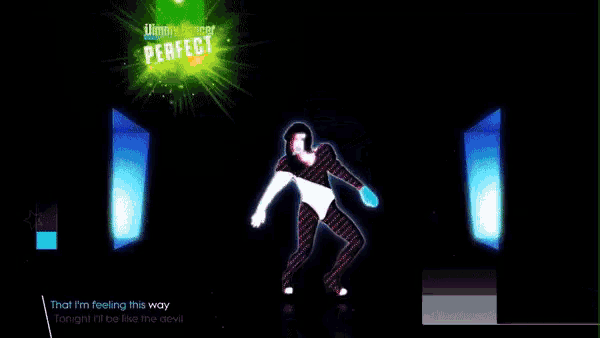 PERFECT
That I'm feeling this way
Tonight I'll be like the devil